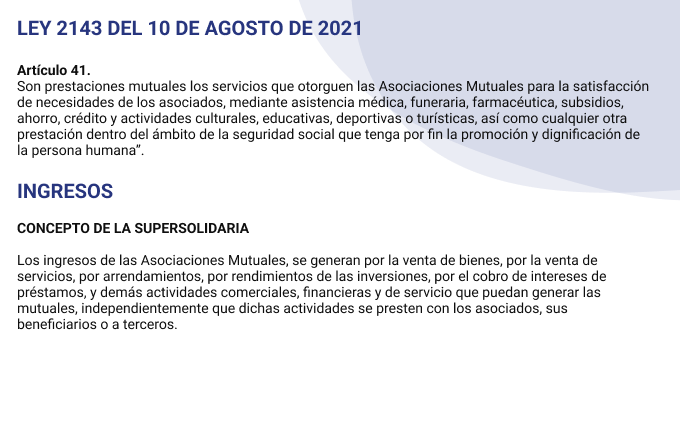 LEY 2143 DEL 10 DE AGOSTO DE 2021
Artículo 41.
Son prestaciones mutuales los servicios que otorguen las Asociaciones Mutuales para la satisfacción
de necesidades de los asociados, mediante asistencia médica, funeraria, farmacéutica, subsidios,
ahorro, crédito y actividades culturales, educativas, deportivas o turísticas, así como cualquier otra
prestación dentro del ámbito de la seguridad social que tenga por fin la promoción y dignificación de
la persona humana”.
INGRESOS
CONCEPTO DE LA SUPERSOLIDARIA
Los ingresos de las Asociaciones Mutuales, se generan por la venta de bienes, por la venta de
servicios, por arrendamientos, por rendimientos de las inversiones, por el cobro de intereses de
préstamos, y demás actividades comerciales, financieras y de servicio que puedan generar las
mutuales, independientemente que dichas actividades se presten con los asociados, sus
beneficiarios o a terceros.